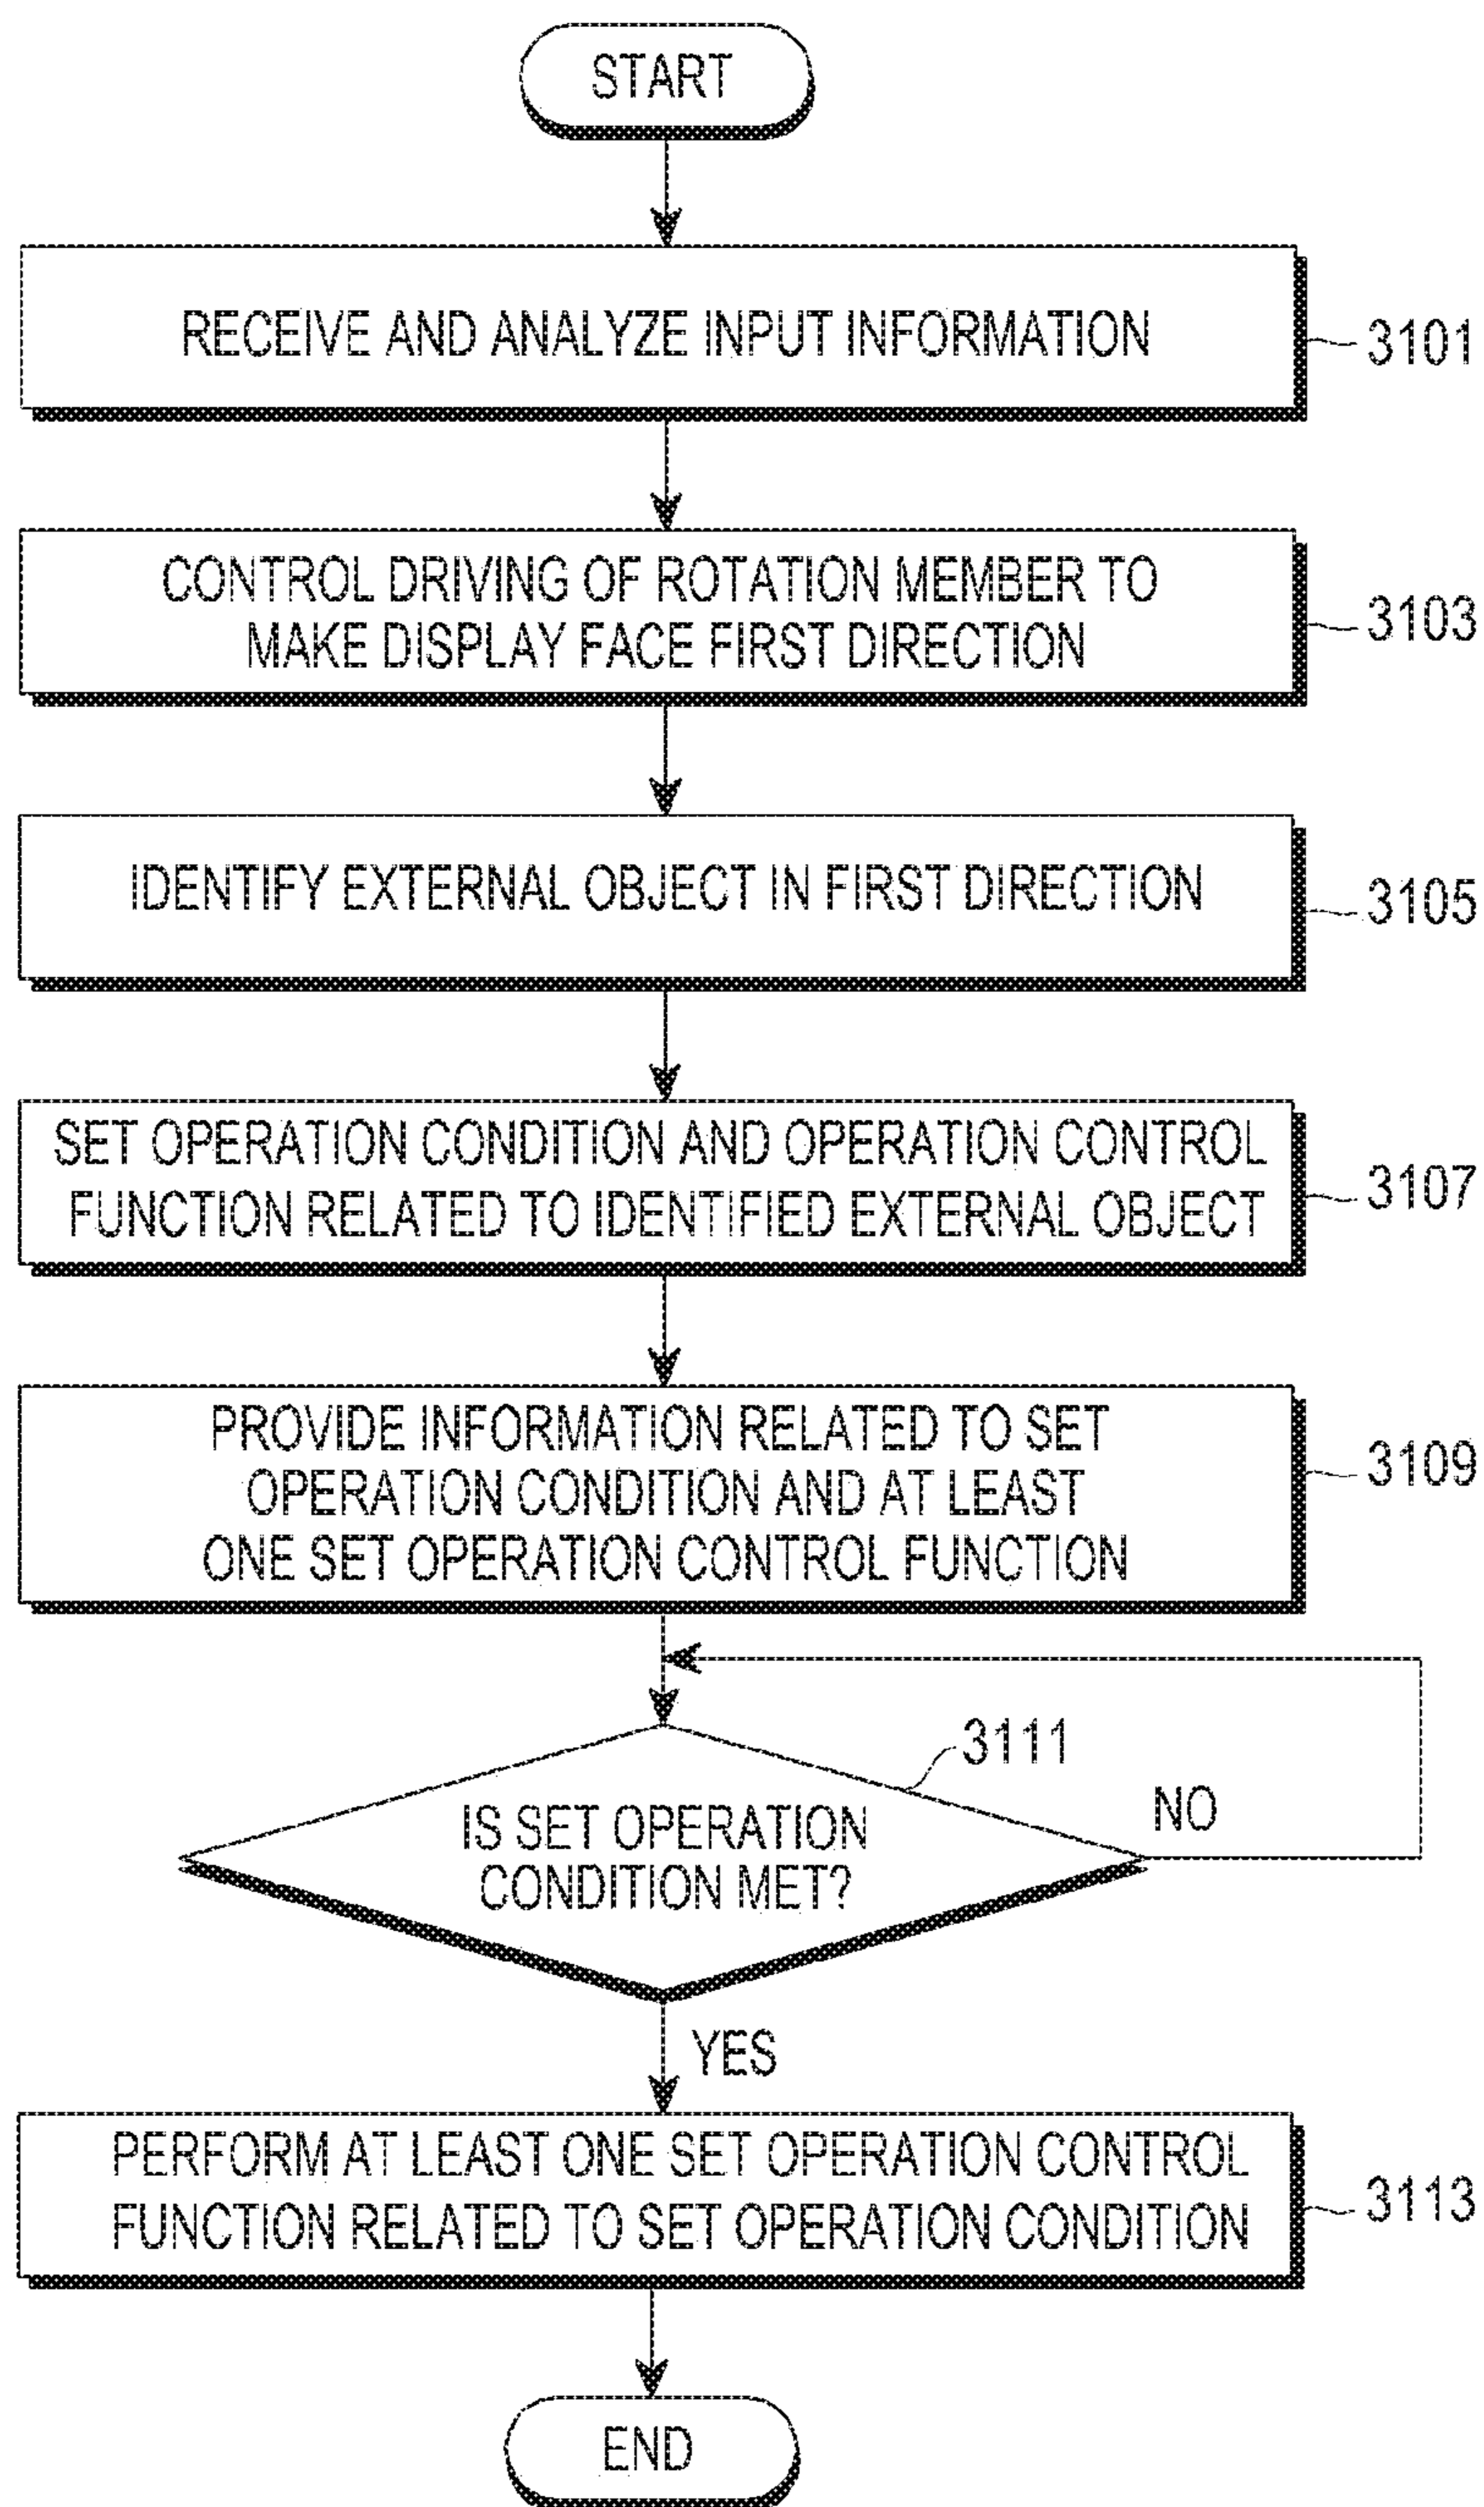 START
RECEIVE AND ANALYZE INPUT INFORMATION
3101
CONTROL DRIVING OF ROTATION MEMBER TO
MAKE DISPLAY FACE FIRST DIRECTION
3103
IDENTIFY EXTERNAL OBJECT IN FIRST DIRECTION
3105
SET OPERATION CONDITION AND OPERATION CONTROL
FUNCTION RELATED TO IDENTIFIED EXTERNAL OBJECT
3107
PROVIDE INFORMATION RELATED TO SET
OPERATION CONDITION AND AT LEAST
ONE SET OPERATION CONTROL FUNCTION
3109
3111
IS SET OPERATION
CONDITION MET?
NO
YES
PERFORM AT LEAST ONE SET OPERATION CONTROL
FUNCTION RELATED TO SET OPERATION CONDITION
3113
END